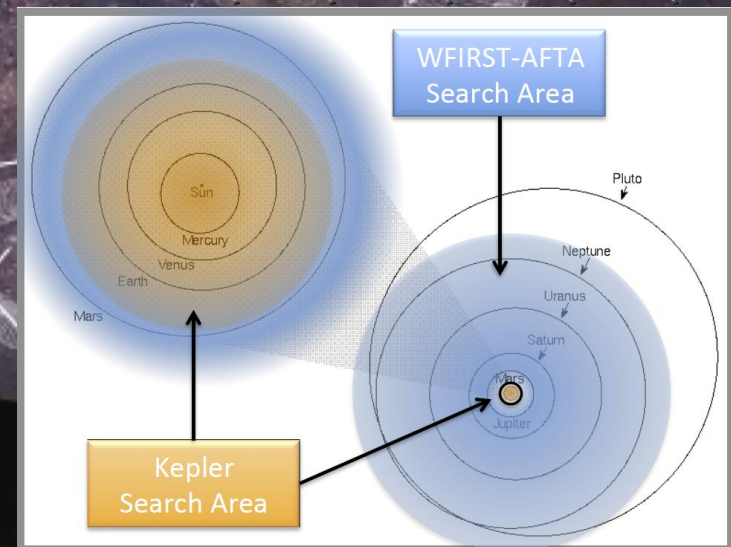 WFIRST-AFTA
Search Area
Pluto
Sun
Neptune
Mercury
Uranus
Venus
Earth
Saturn
Mars
Mars
Jupiter
Kepler
Search Area